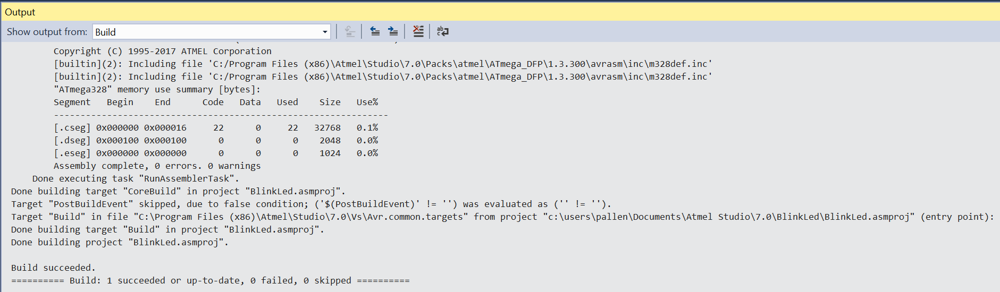 Output
Show output from: Build
Copyright (C) 1995-2017 ATMEL Corporation
[builtin](2): Including file 'C:/Program Files (x86)\Atmel\Studio\7.0\Packs\atmel\ATmega_DFP\1.3.300\avrasm\inc\m328def.inc'
[builtin](2): Including file 'C:/Program Files (x86)\Atmel\Studio\7.0\Packs\atmel\ATmega_DFP\1.3.300\avrasm\inc\m328def.inc'
"ATmega328" memory use summary [bytes]:
Segment   Begin    End      Code   Data   Used    Size   Use%
---------------------------------------------------------------
[.cseg] 0x000000 0x000016     22      0     22   32768   0.1%
[.dseg] 0x000100 0x000100      0      0      0    2048   0.0%
[.eseg] 0x000000 0x000000      0      0      0    1024   0.0%
Assembly complete, 0 errors. 0 warnings
Done executing task "RunAssemblerTask".
Done building target "CoreBuild" in project "BlinkLed.asmproj".
Target "PostBuildEvent" skipped, due to false condition; ('$(PostBuildEvent)' != '') was evaluated as ('' != '').
Target "Build" in file "C:\Program Files (x86)\Atmel\Studio\7.0\Vs\Avr.common.targets" from project "c:\users\pallen\Documents\Atmel Studio\7.0\BlinkLed\BlinkLed.asmproj" (entry point):
Done building target "Build" in project "BlinkLed.asmproj".
Done building project "BlinkLed.asmproj".
Build succeeded.
========== Build: 1 succeeded or up-to-date, 0 failed, 0 skipped ==========